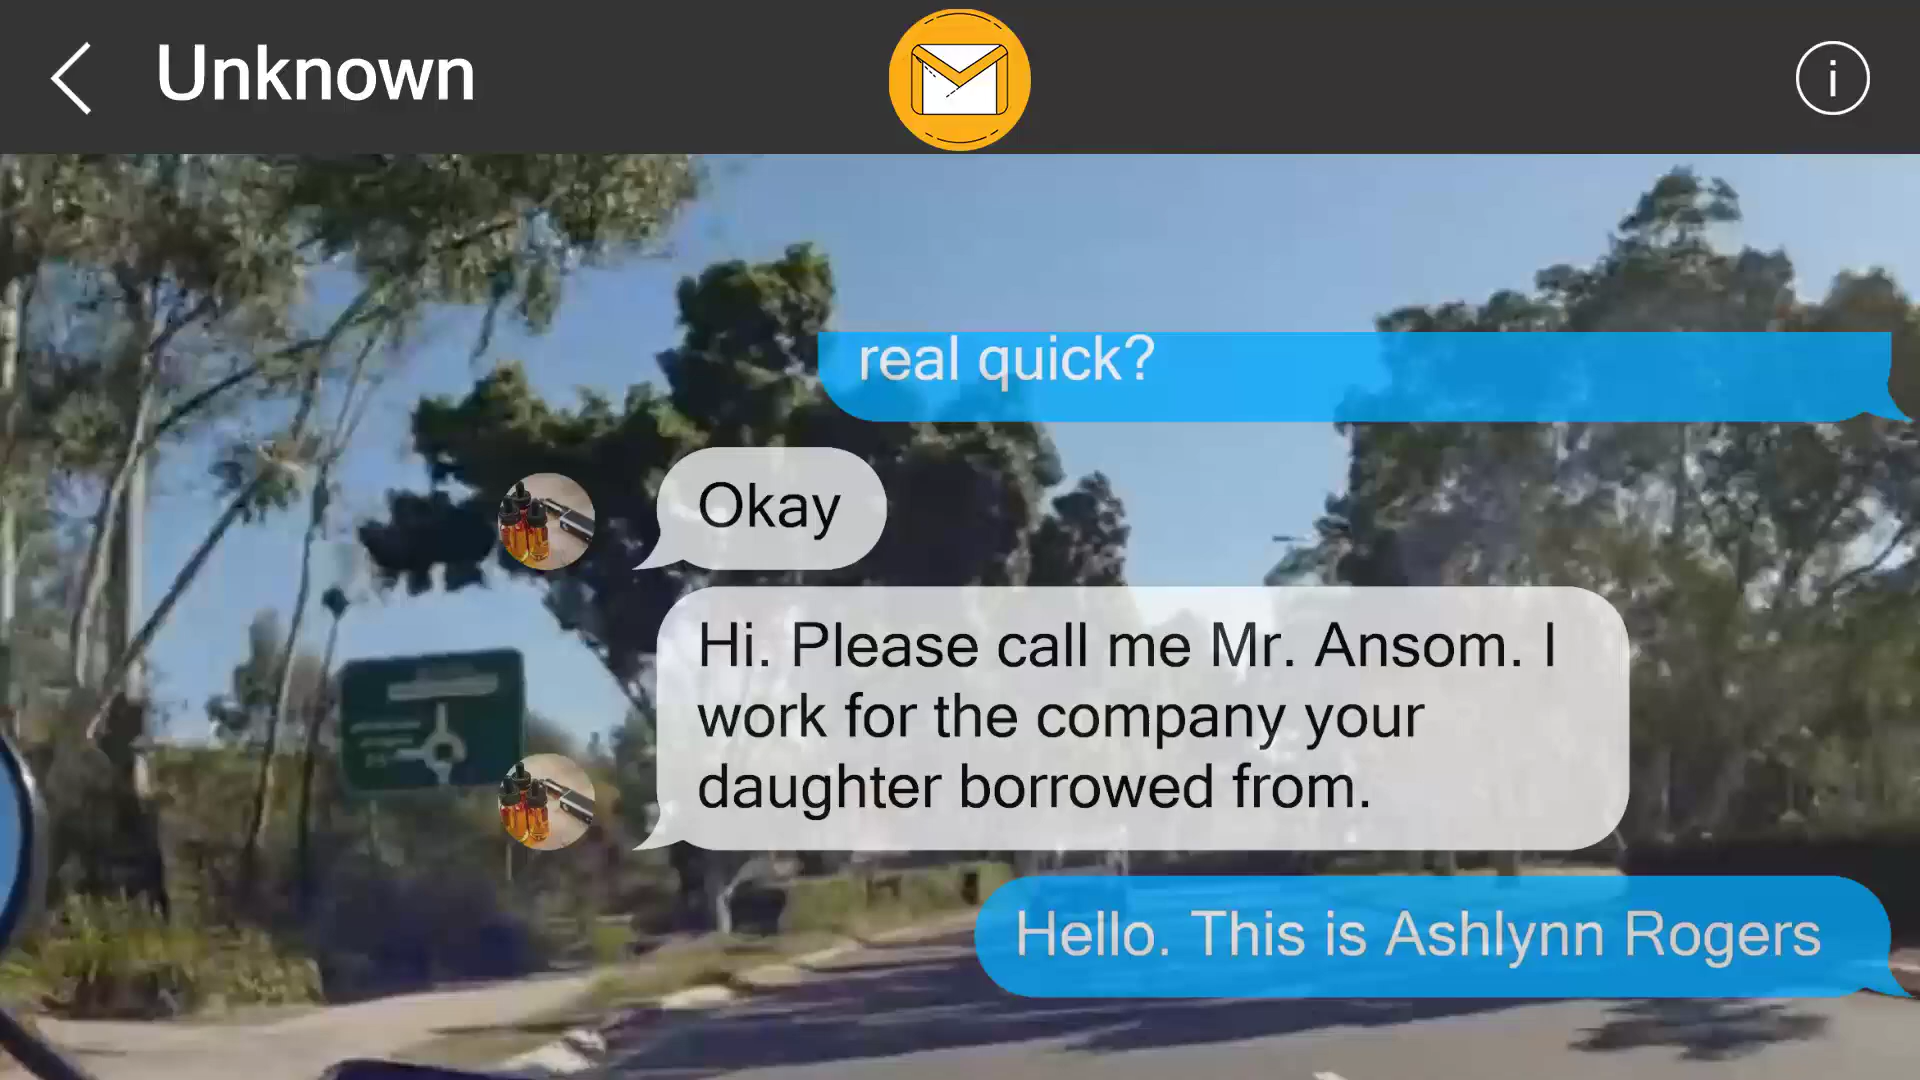 Unknown
real quick?
Okay
Hi. Please call me Mr. Ansom. I
work for the company your
daughter borrowed from.
Hello. This is Ashlynn Rogers